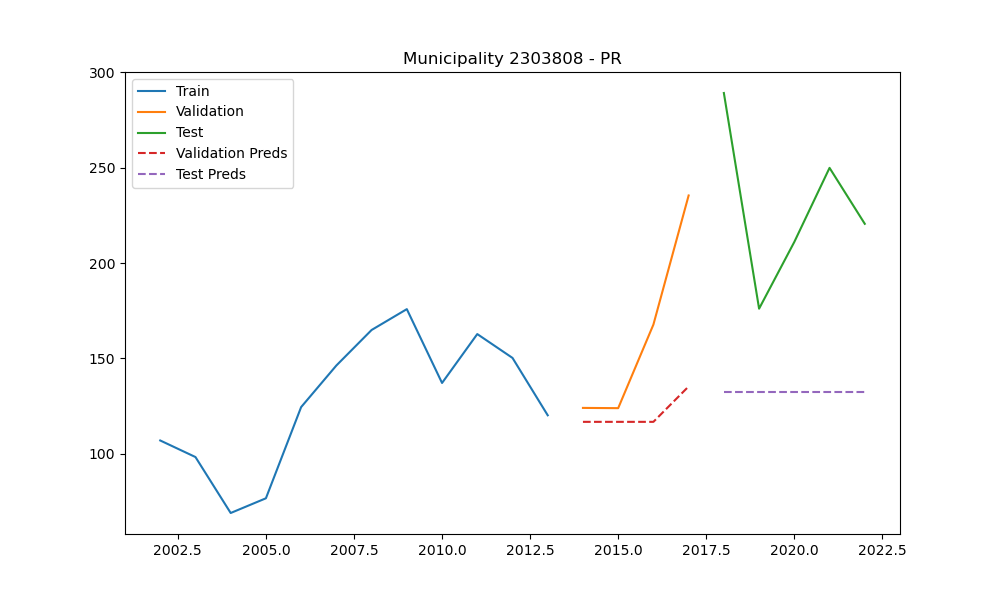 Municipality 2303808 - PR
Train
Validation
Test
Validation Preds
Test Preds
300
250
200
150
100
2002.5 2005.0 2007.5 2010.0 2012.5 2015.0 2017.5 2020.0 2022.5